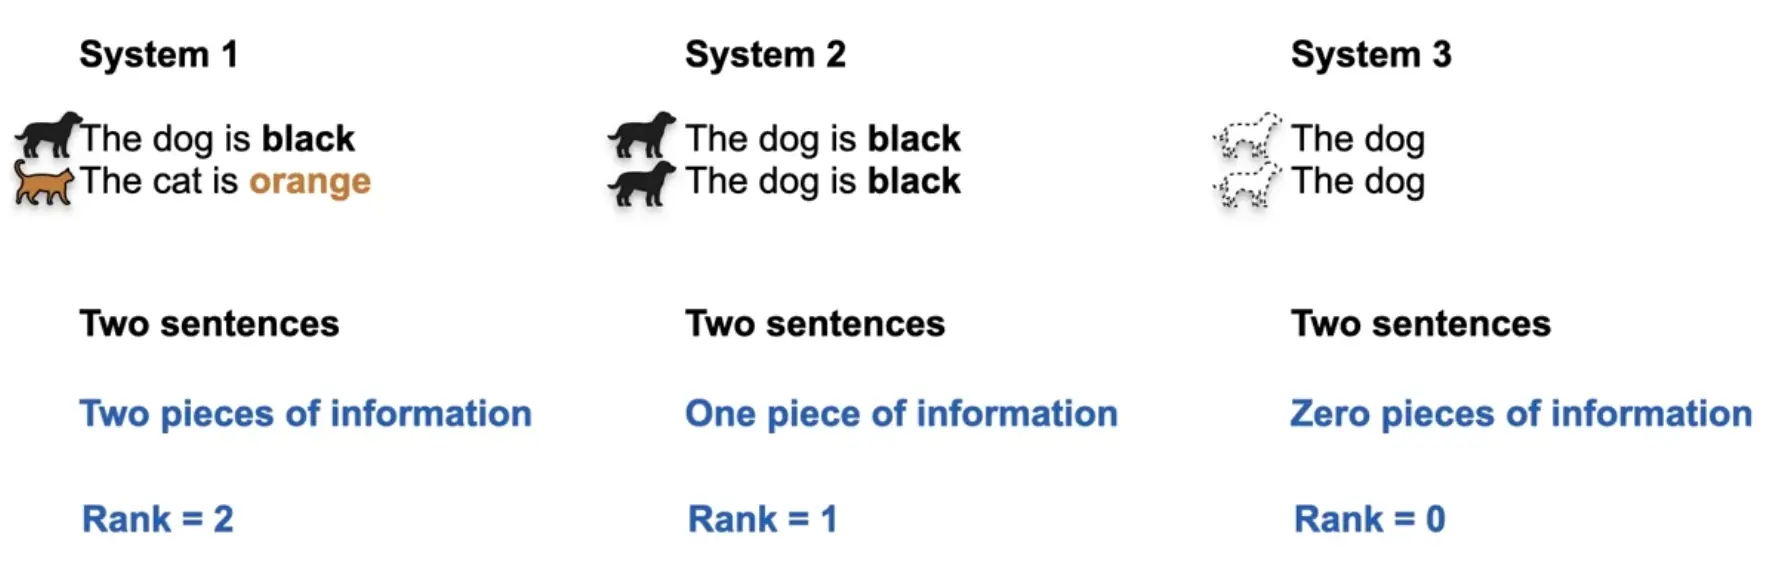 System 1
The dog is black
The cat is orange
Two sentences
Two pieces of information
Rank = 2
System 2
The dog is black
The dog is black
Two sentences
One piece of information
Rank = 1
System 3
The dog
The dog
Two sentences
Zero pieces of information
Rank = 0